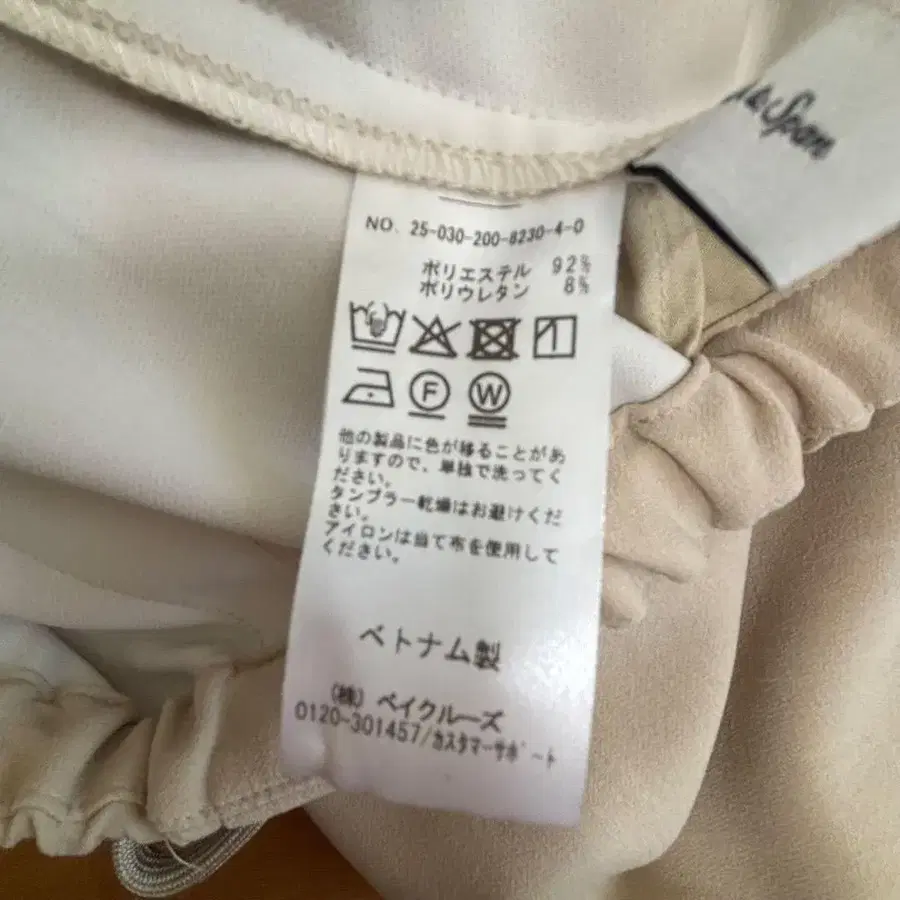 Span
NO. 25-030-200-8230-4-0
ポリエステル 92%
ポリウレタン 8%
F W
他の製品に色が移ることがあ
りますので、単独で洗ってく
ださい。
タンブラー乾燥はお避けくだ
さい。
アイロンは当て布を使用して
ください。
ベトナム製
(株) ベイクルーズ
0120-301457/カスタマーサポート